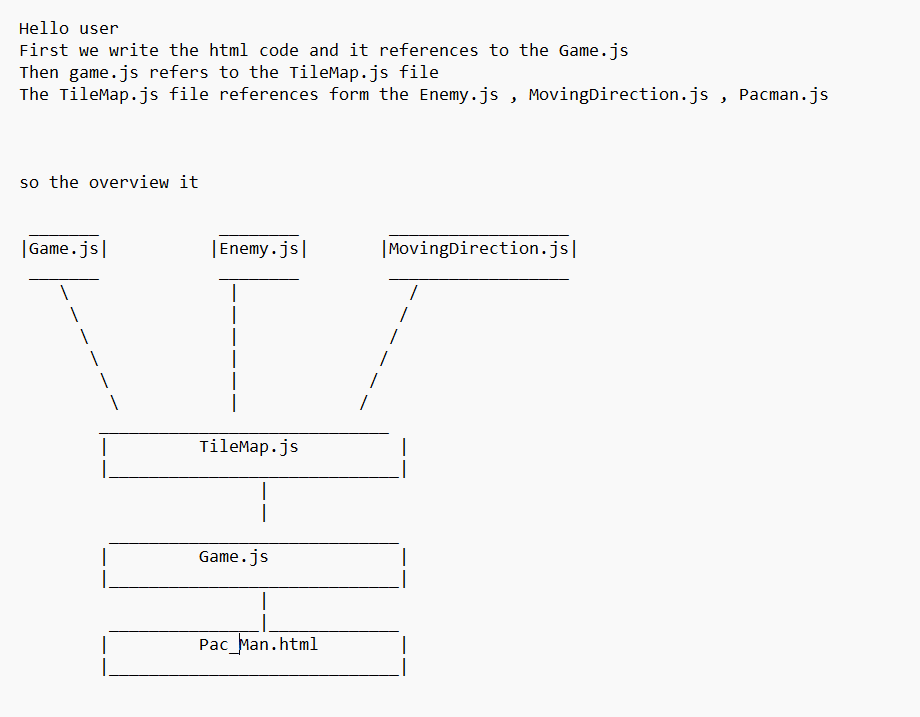 Hello user
First we write the html code and it references to the Game.js
Then game.js refers to the TileMap.js file
The TileMap.js file references form the Enemy.js , MovingDirection.js , Pacman.js
so the overview it
|Game.js| |Enemy.js| |MovingDirection.js|
TileMap.js
Game.js
Pac_Man.html